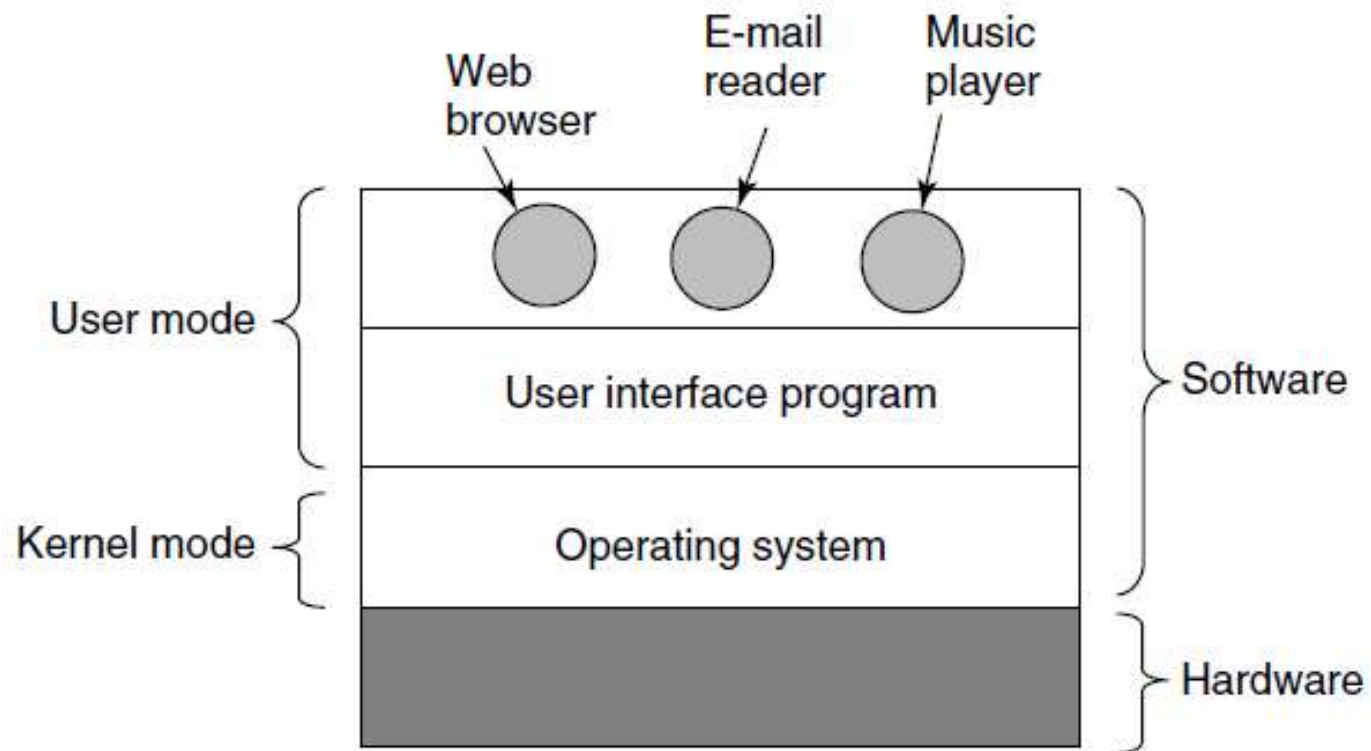 Web
browser
E-mail
reader
Music
player
User mode
User interface program
Software
Kernel mode
Operating system
Hardware